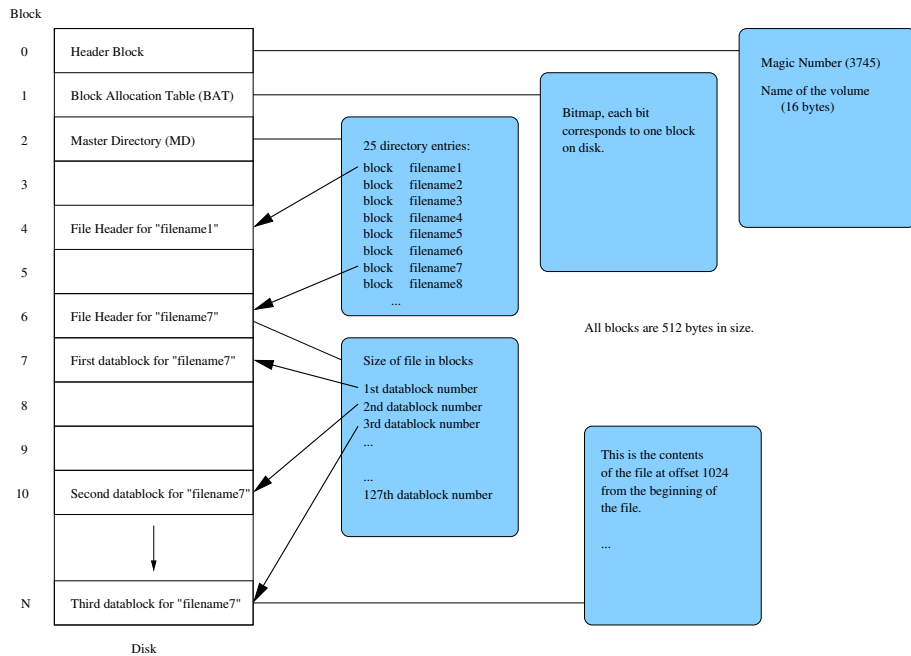 Block
0
Header Block
1
Block Allocation Table (BAT)
2
Master Directory (MD)
3
4
File Header for "filename1"
5
6
File Header for "filename7"
7
First datablock for "filename7"
8
9
10
Second datablock for "filename7"
N
Third datablock for "filename7"
Disk
25 directory entries:
block filename1
block filename2
block filename3
block filename4
block filename5
block filename6
block filename7
block filename8
...
Size of file in blocks
1st datablock number
2nd datablock number
3rd datablock number
...
...
127th datablock number
Bitmap, each bit
corresponds to one block
on disk.
Magic Number (3745)
Name of the volume
(16 bytes)
All blocks are 512 bytes in size.
This is the contents
of the file at offset 1024
from the beginning of
the file.
...